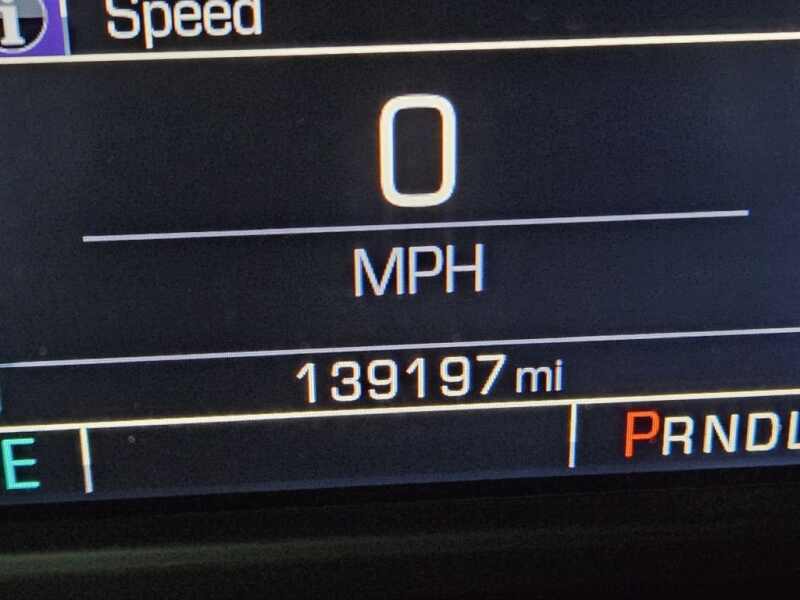 i Speed
0
MPH
139197 mi
E PRNDL